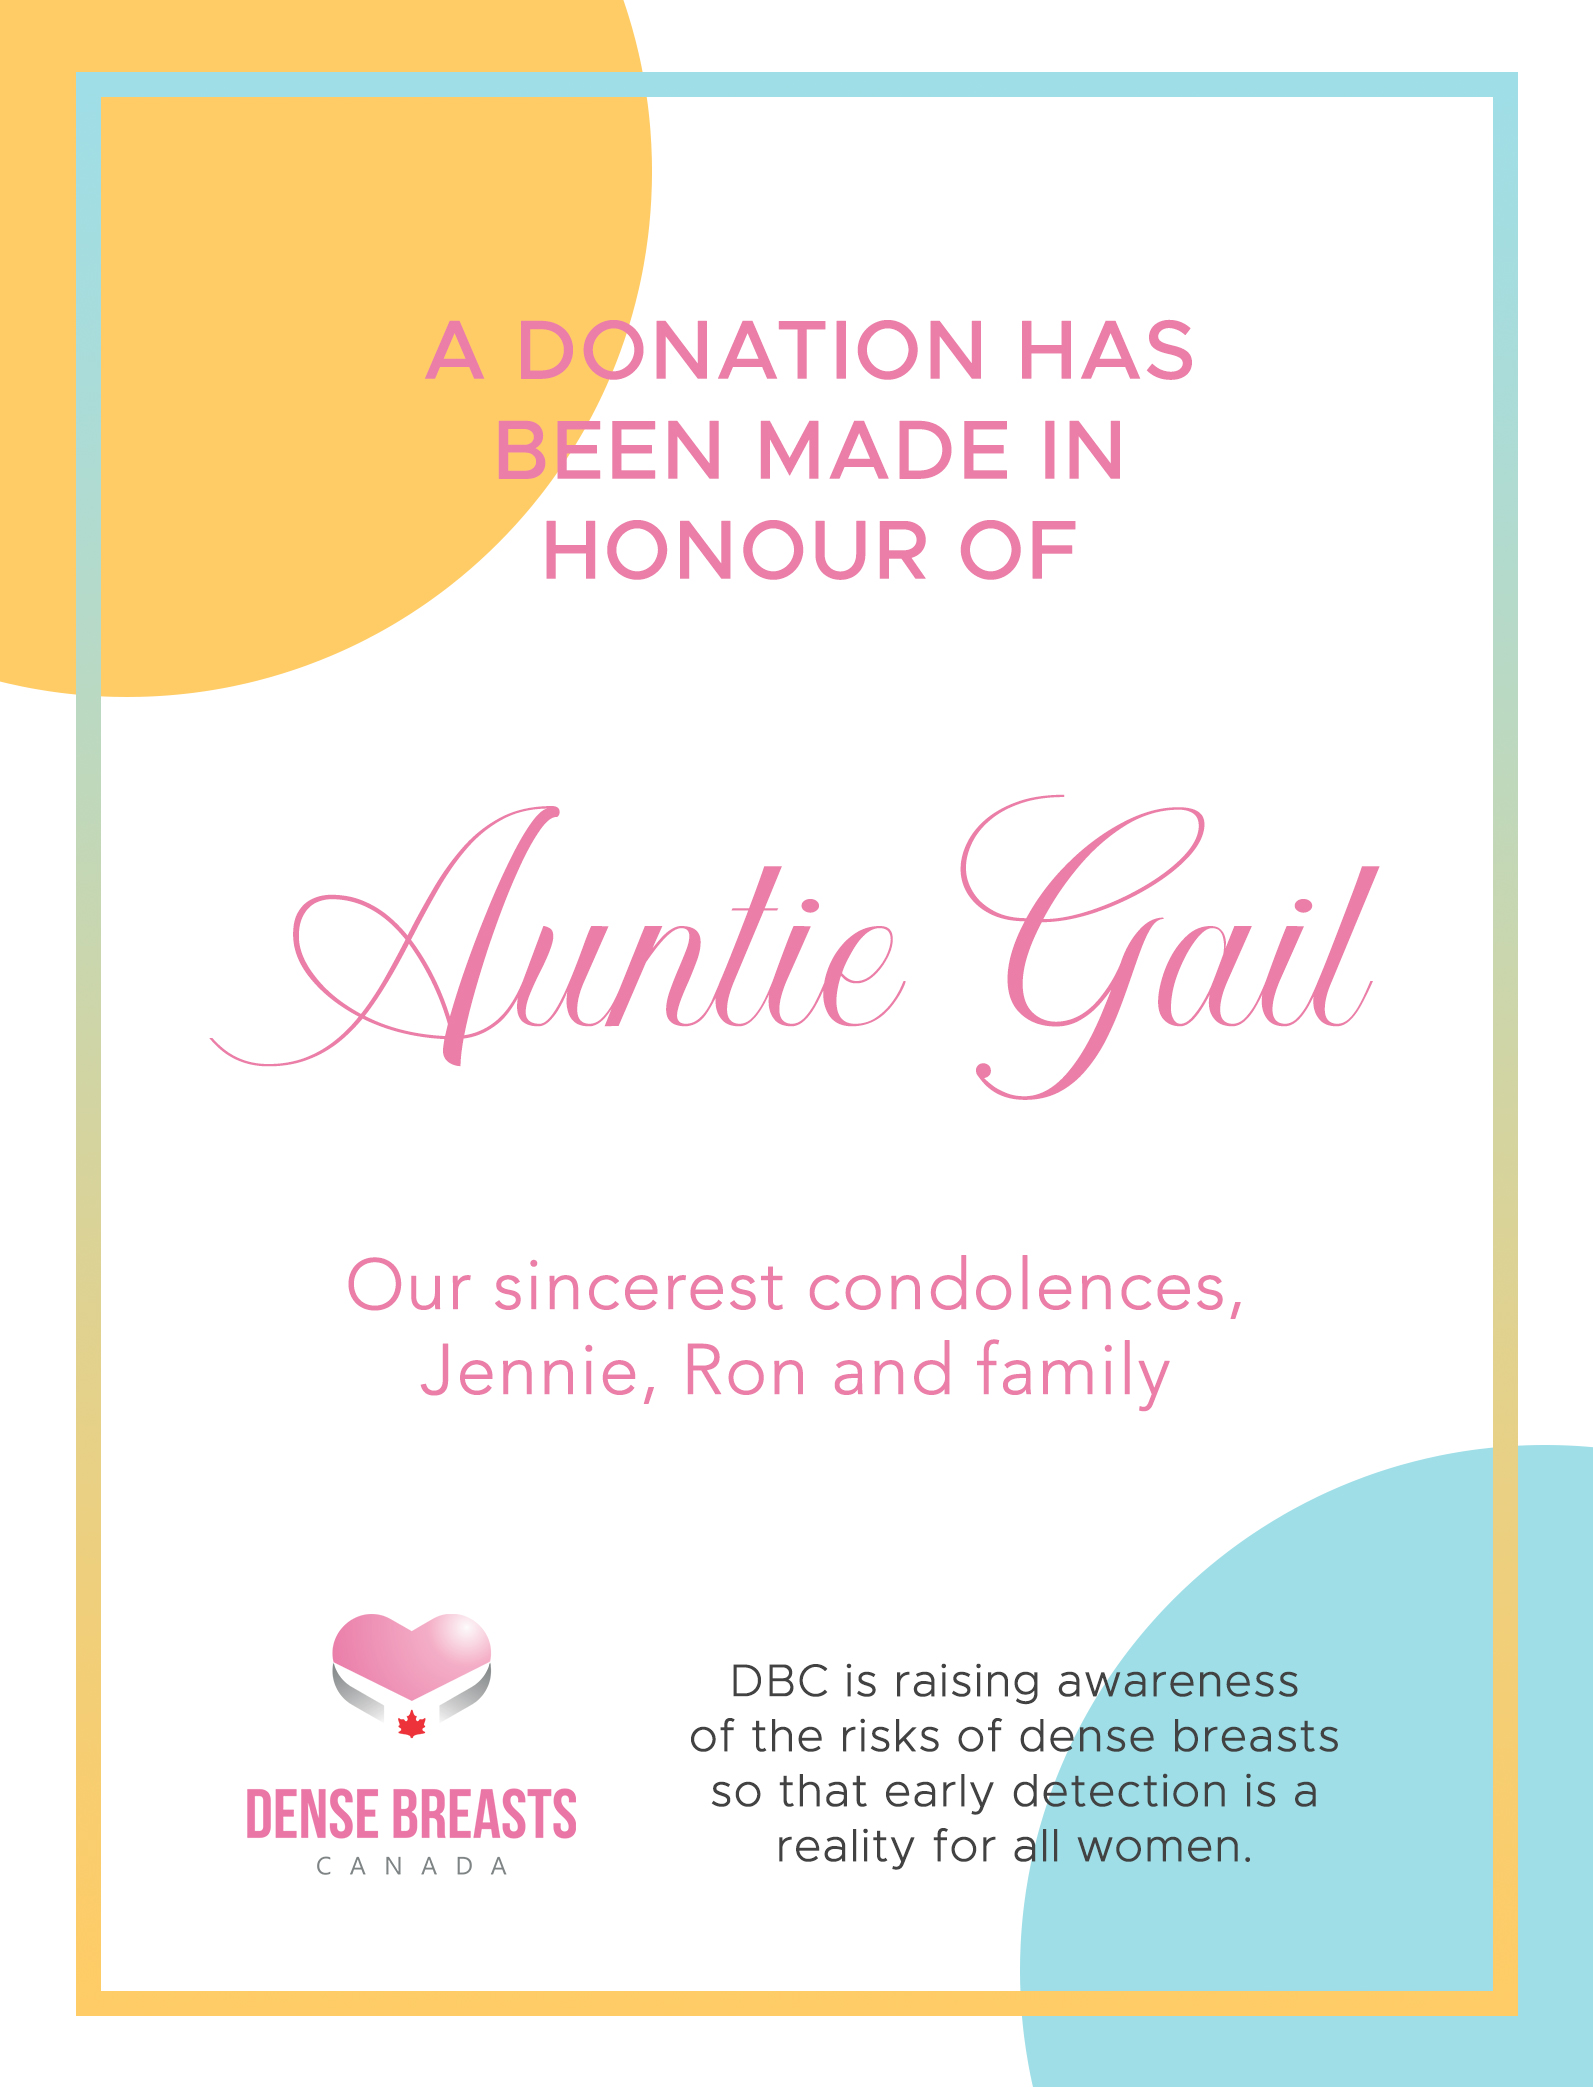 A DONATION HAS
BEEN MADE IN
HONOUR OF
Auntie Gail
Our sincerest condolences,
Jennie, Ron and family
DENSE BREASTS
CANADA
DBC is raising awareness
of the risks of dense breasts
so that early detection is a
reality for all women.